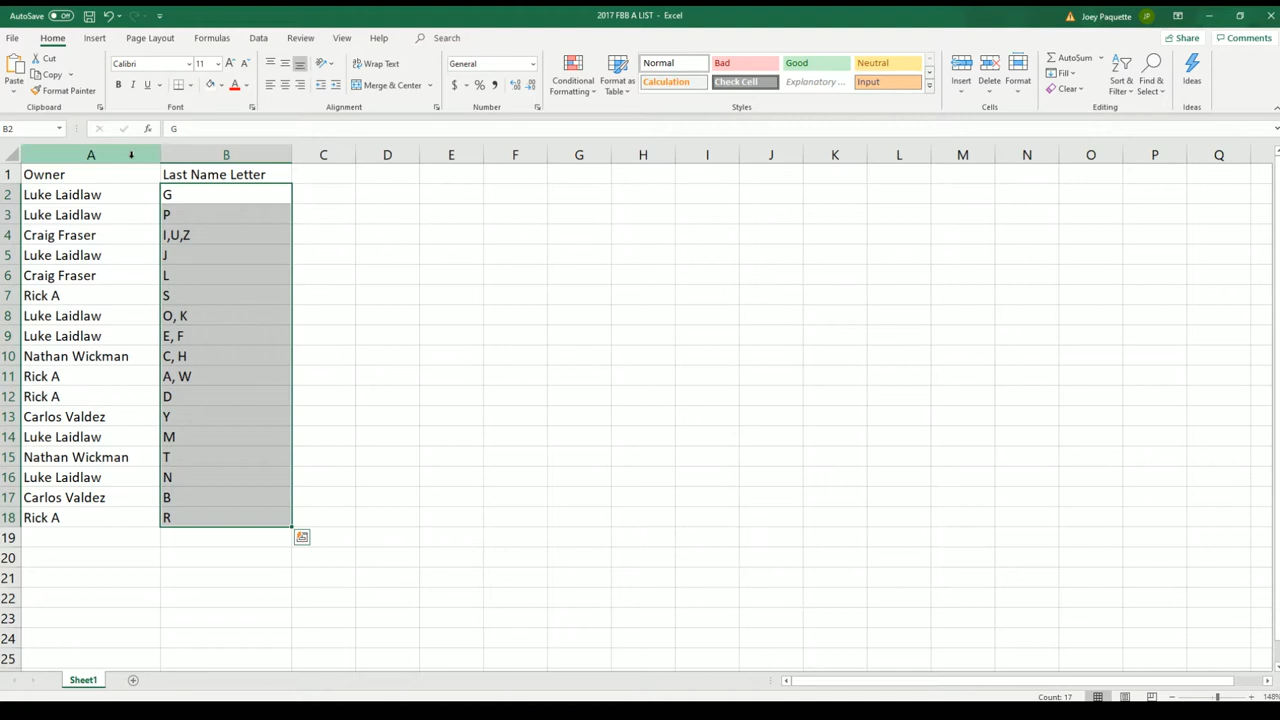 AutoSave Off 2017 FBB A LIST - Excel Joey Paquette JP
File Home Insert Page Layout Formulas Data Review View Help Search Share Comments
Paste Cut Copy Format Painter Clipboard
Calibri 11 A A B I U A Font
Wrap Text Merge & Center Alignment
General $ % Number
Conditional Formatting Format as Table
Normal Bad Good Neutral
Calculation Check Cell Explanatory ... Input
Styles
Insert Delete Format Cells
AutoSum Fill Clear Sort & Filter Find & Select Editing
Ideas Ideas
B2 fx G
A B C D E F G H I J K L M N O P Q
1 Owner Last Name Letter
2 Luke Laidlaw G
3 Luke Laidlaw P
4 Craig Fraser I,U,Z
5 Luke Laidlaw J
6 Craig Fraser L
7 Rick A S
8 Luke Laidlaw O, K
9 Luke Laidlaw E, F
10 Nathan Wickman C, H
11 Rick A A, W
12 Rick A D
13 Carlos Valdez Y
14 Luke Laidlaw M
15 Nathan Wickman T
16 Luke Laidlaw N
17 Carlos Valdez B
18 Rick A R
19
20
21
22
23
24
25
Sheet1
Count: 17 148%